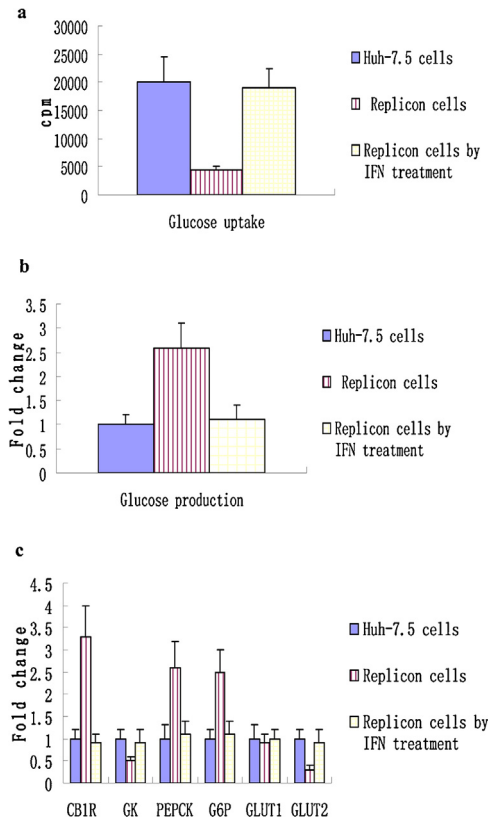 a
30000
25000
20000
15000
10000
5000
0
cpm
Glucose uptake
Huh-7.5 cells
Replicon cells
Replicon cells by
IFN treatment
b
3.5
3
2.5
2
1.5
1
0.5
0
Fold change
Glucose production
Huh-7.5 cells
Replicon cells
Replicon cells by
IFN treatment
c
4.5
4
3.5
3
2.5
2
1.5
1
0.5
0
Fold change
CB1R GK PEPCK G6P GLUT1 GLUT2
Huh-7.5 cells
Replicon cells
Replicon cells by
IFN treatment